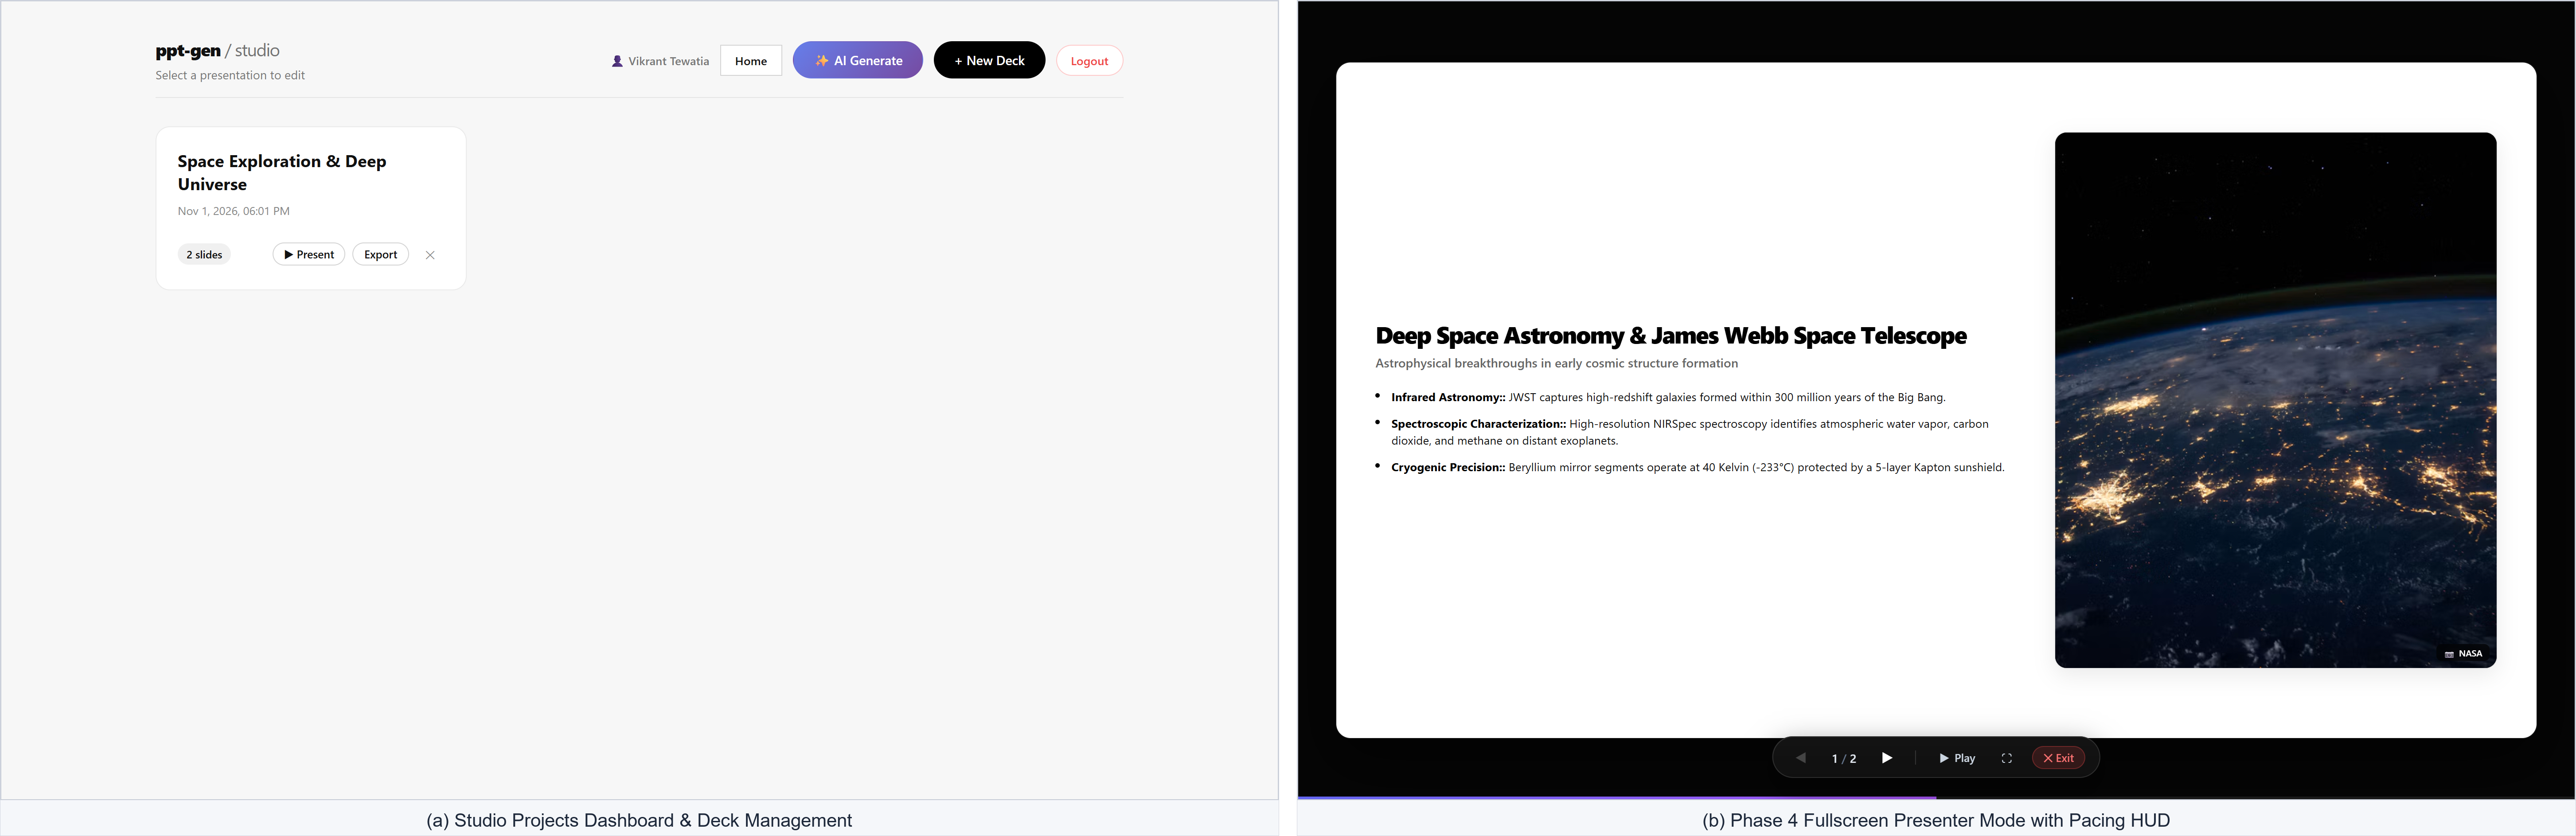 ppt-gen / studio
Select a presentation to edit
Vikrant Tewatia
Home
✨ AI Generate
+ New Deck
Logout
Space Exploration & Deep
Universe
Nov 1, 2026, 06:01 PM
2 slides
▶ Present
Export
×
Deep Space Astronomy & James Webb Space Telescope
Astrophysical breakthroughs in early cosmic structure formation
• Infrared Astronomy:: JWST captures high-redshift galaxies formed within 300 million years of the Big Bang.
• Spectroscopic Characterization:: High-resolution NIRSpec spectroscopy identifies atmospheric water vapor, carbon
dioxide, and methane on distant exoplanets.
• Cryogenic Precision:: Beryllium mirror segments operate at 40 Kelvin (-233°C) protected by a 5-layer Kapton sunshield.
NASA
1 / 2
▶ Play
× Exit
(a) Studio Projects Dashboard & Deck Management
(b) Phase 4 Fullscreen Presenter Mode with Pacing HUD